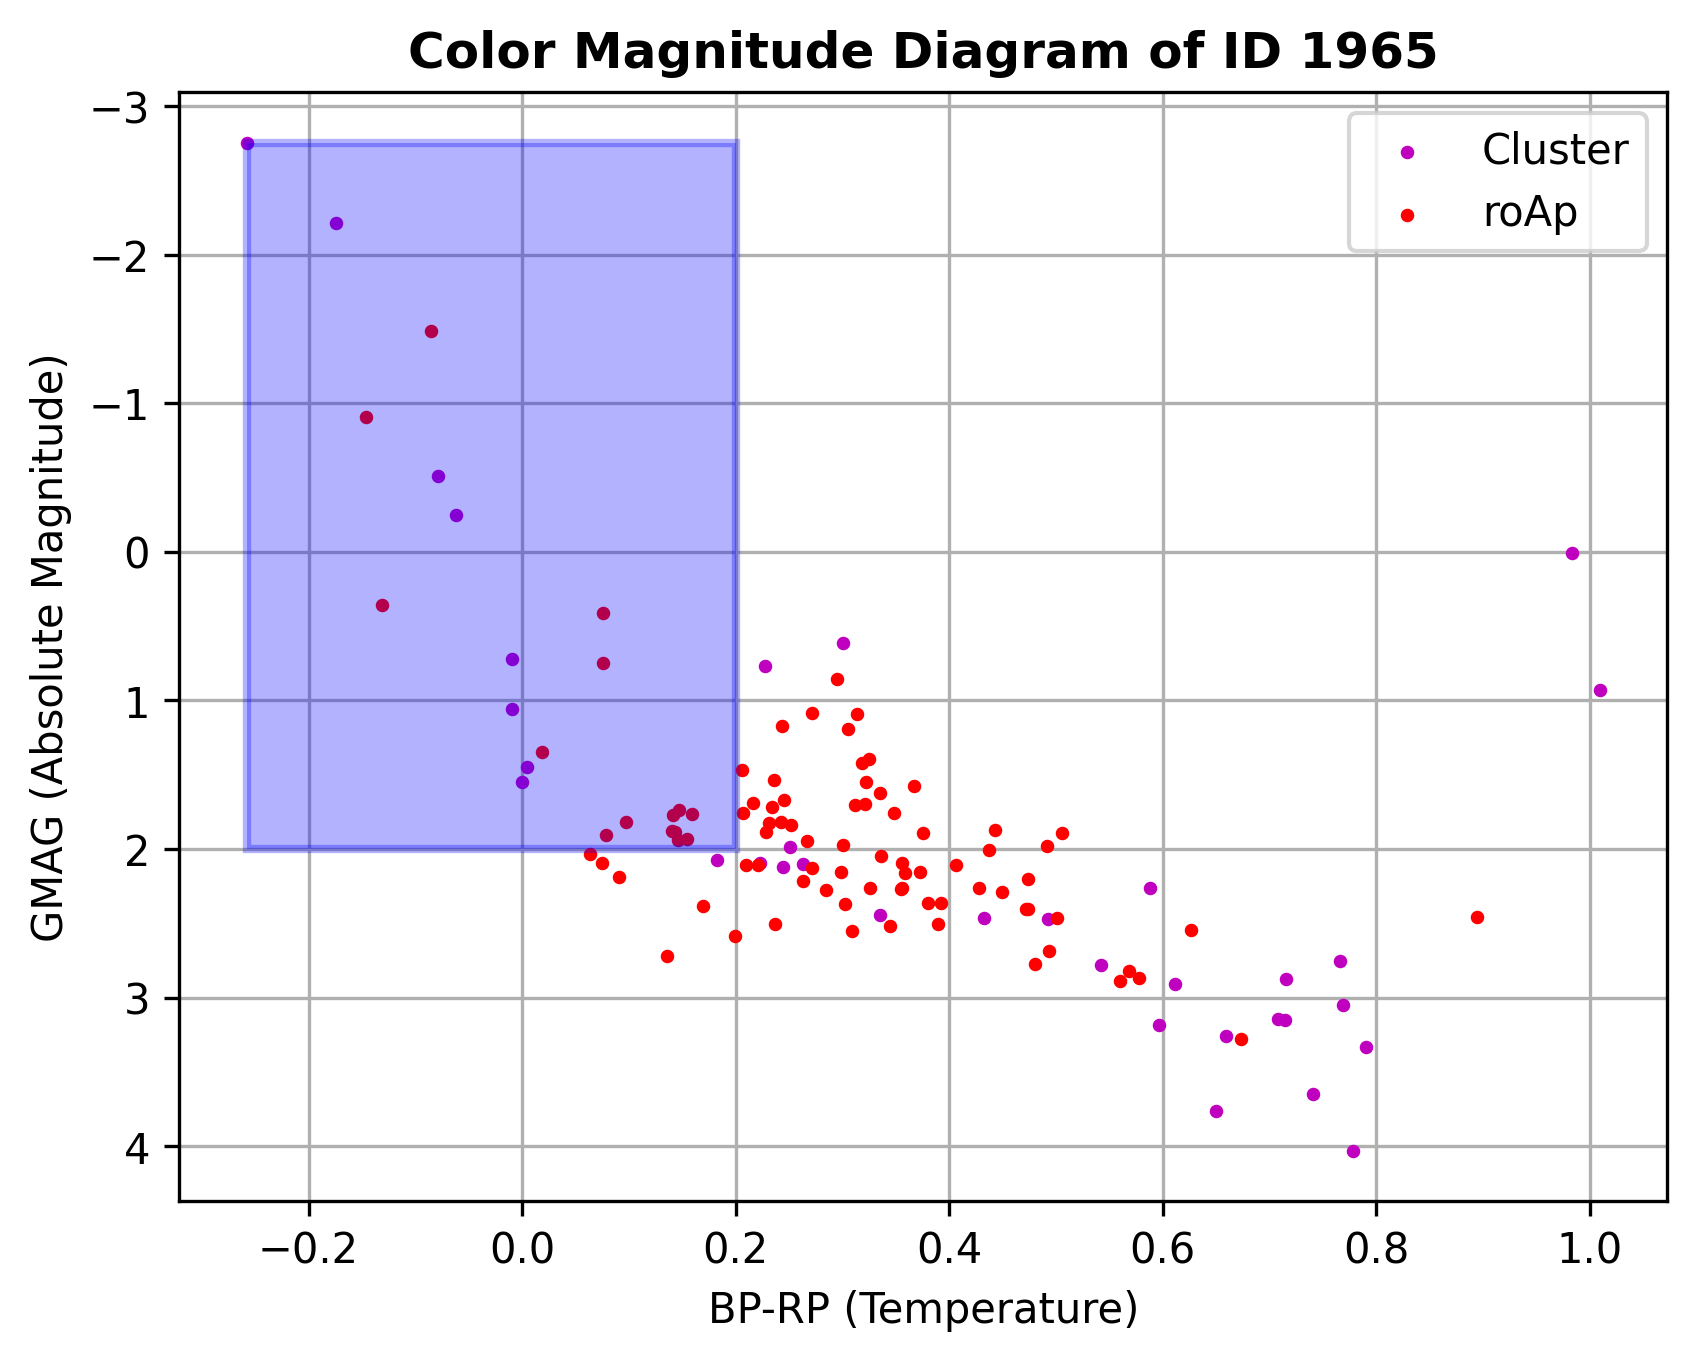 Color Magnitude Diagram of ID 1965
Cluster
roAp
GMAG (Absolute Magnitude)
−3
−2
−1
0
1
2
3
4
−0.2 0.0 0.2 0.4 0.6 0.8 1.0
BP-RP (Temperature)